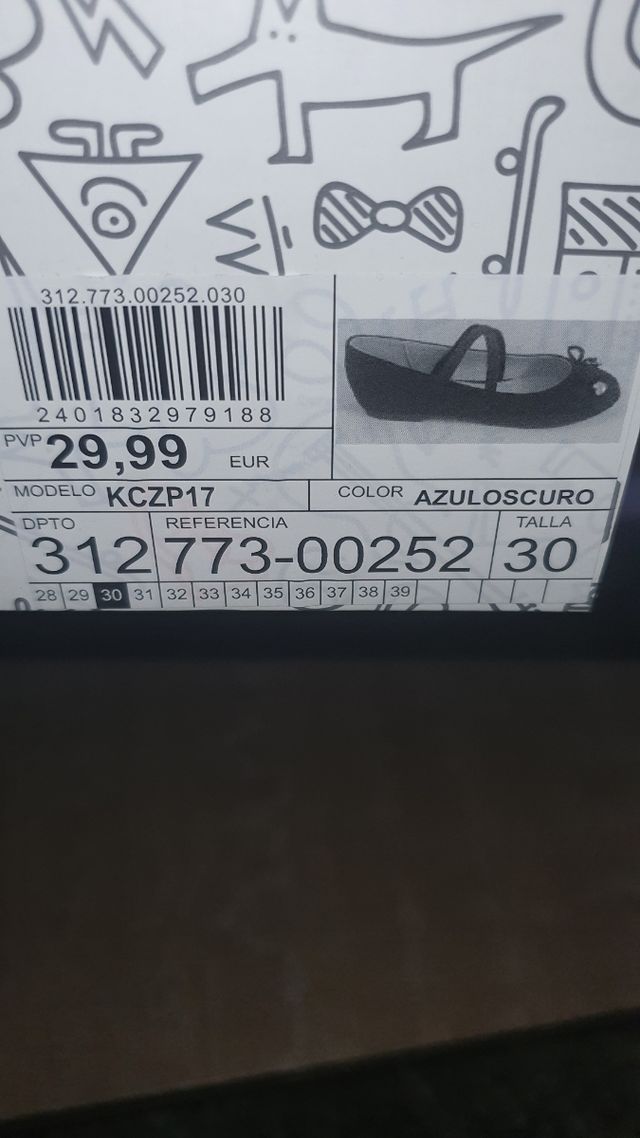 312.773.00252.030
2401832979188
PVP 29,99 EUR
MODELO KCZP17
COLOR AZULOSCURO
DPTO REFERENCIA TALLA
312 773-00252 30
28 29 30 31 32 33 34 35 36 37 38 39